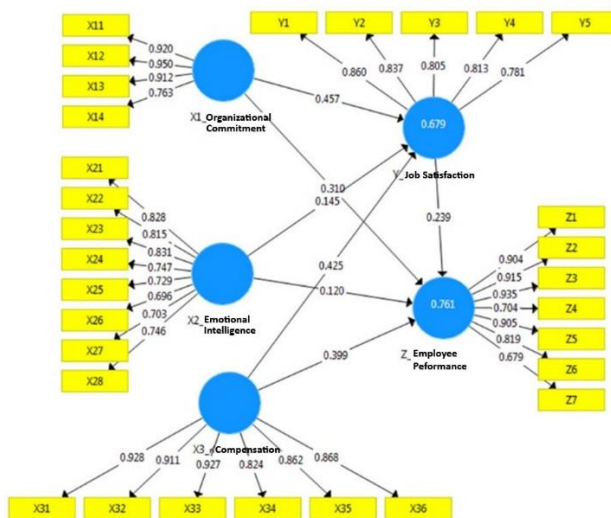 Y1
Y2
Y3
Y4
Y5
X11
X12
X13
X14
0.920
0.950
0.912
0.763
0.860
0.837
0.805
0.813
0.781
0.457
0.679
X1_Organizational
Commitment
Y_Job Satisfaction
X21
X22
X23
X24
X25
X26
X27
X28
0.828
0.815
0.831
0.747
0.729
0.696
0.703
0.746
0.310
0.145
0.239
0.425
0.120
X2_Emotional
Intelligence
0.761
Z_Employee
Peformance
Z1
Z2
Z3
Z4
Z5
Z6
Z7
0.904
0.915
0.935
0.704
0.905
0.819
0.679
0.399
X3_Compensation
0.928
0.911
0.927
0.824
0.862
0.868
X31
X32
X33
X34
X35
X36